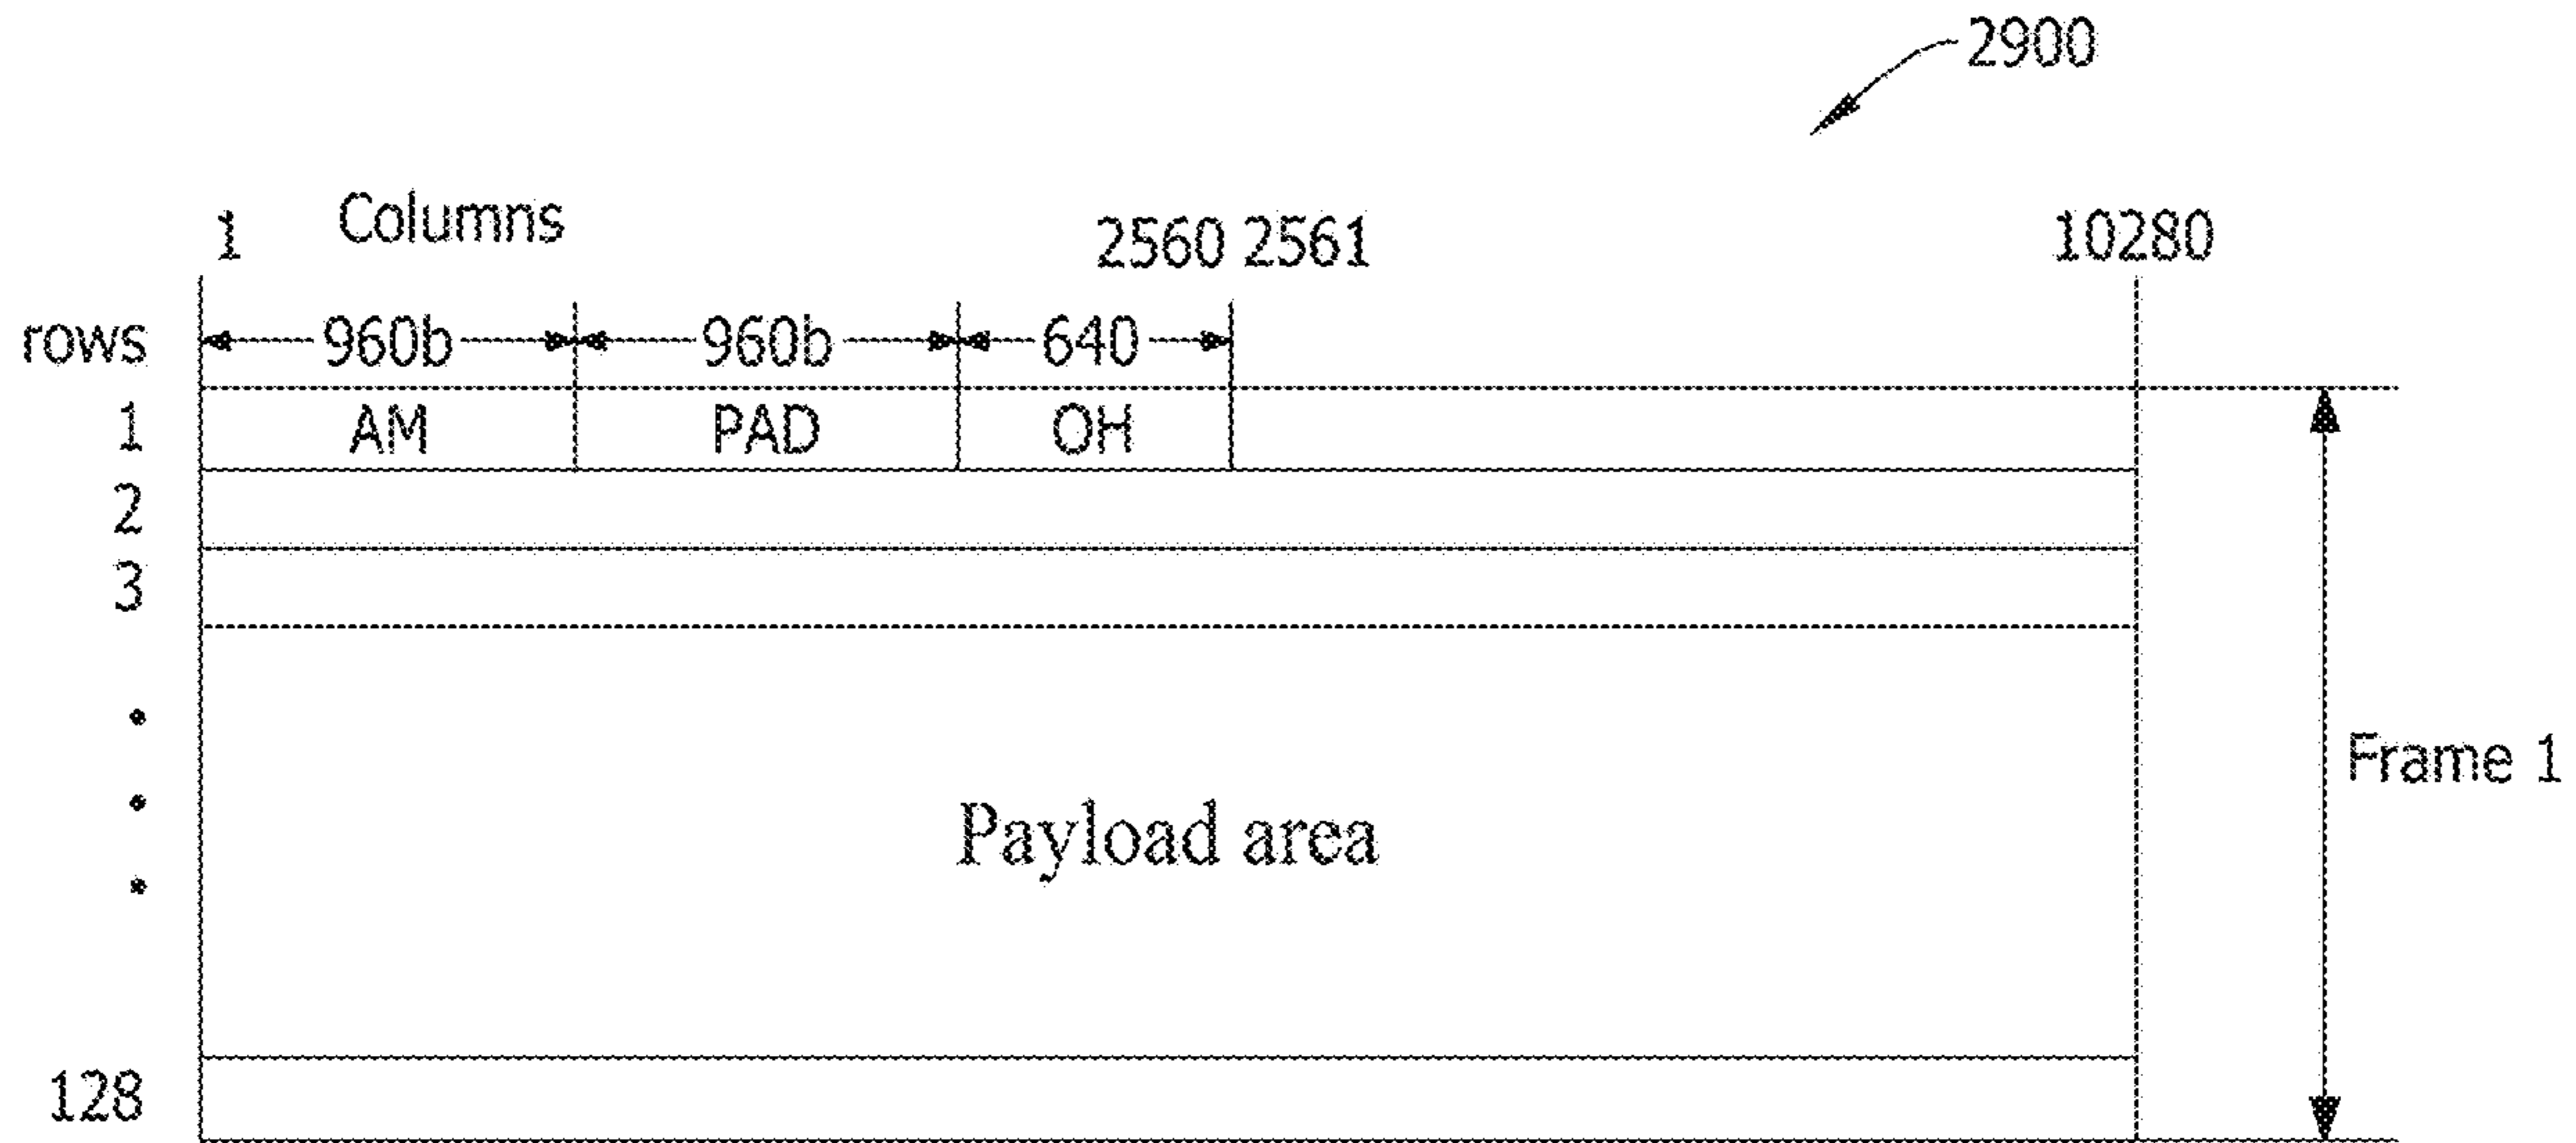 2900
1 Columns 2560 2561 10280
rows 960b 960b 640
1 AM PAD OH
2
3
Frame 1
Payload area
128